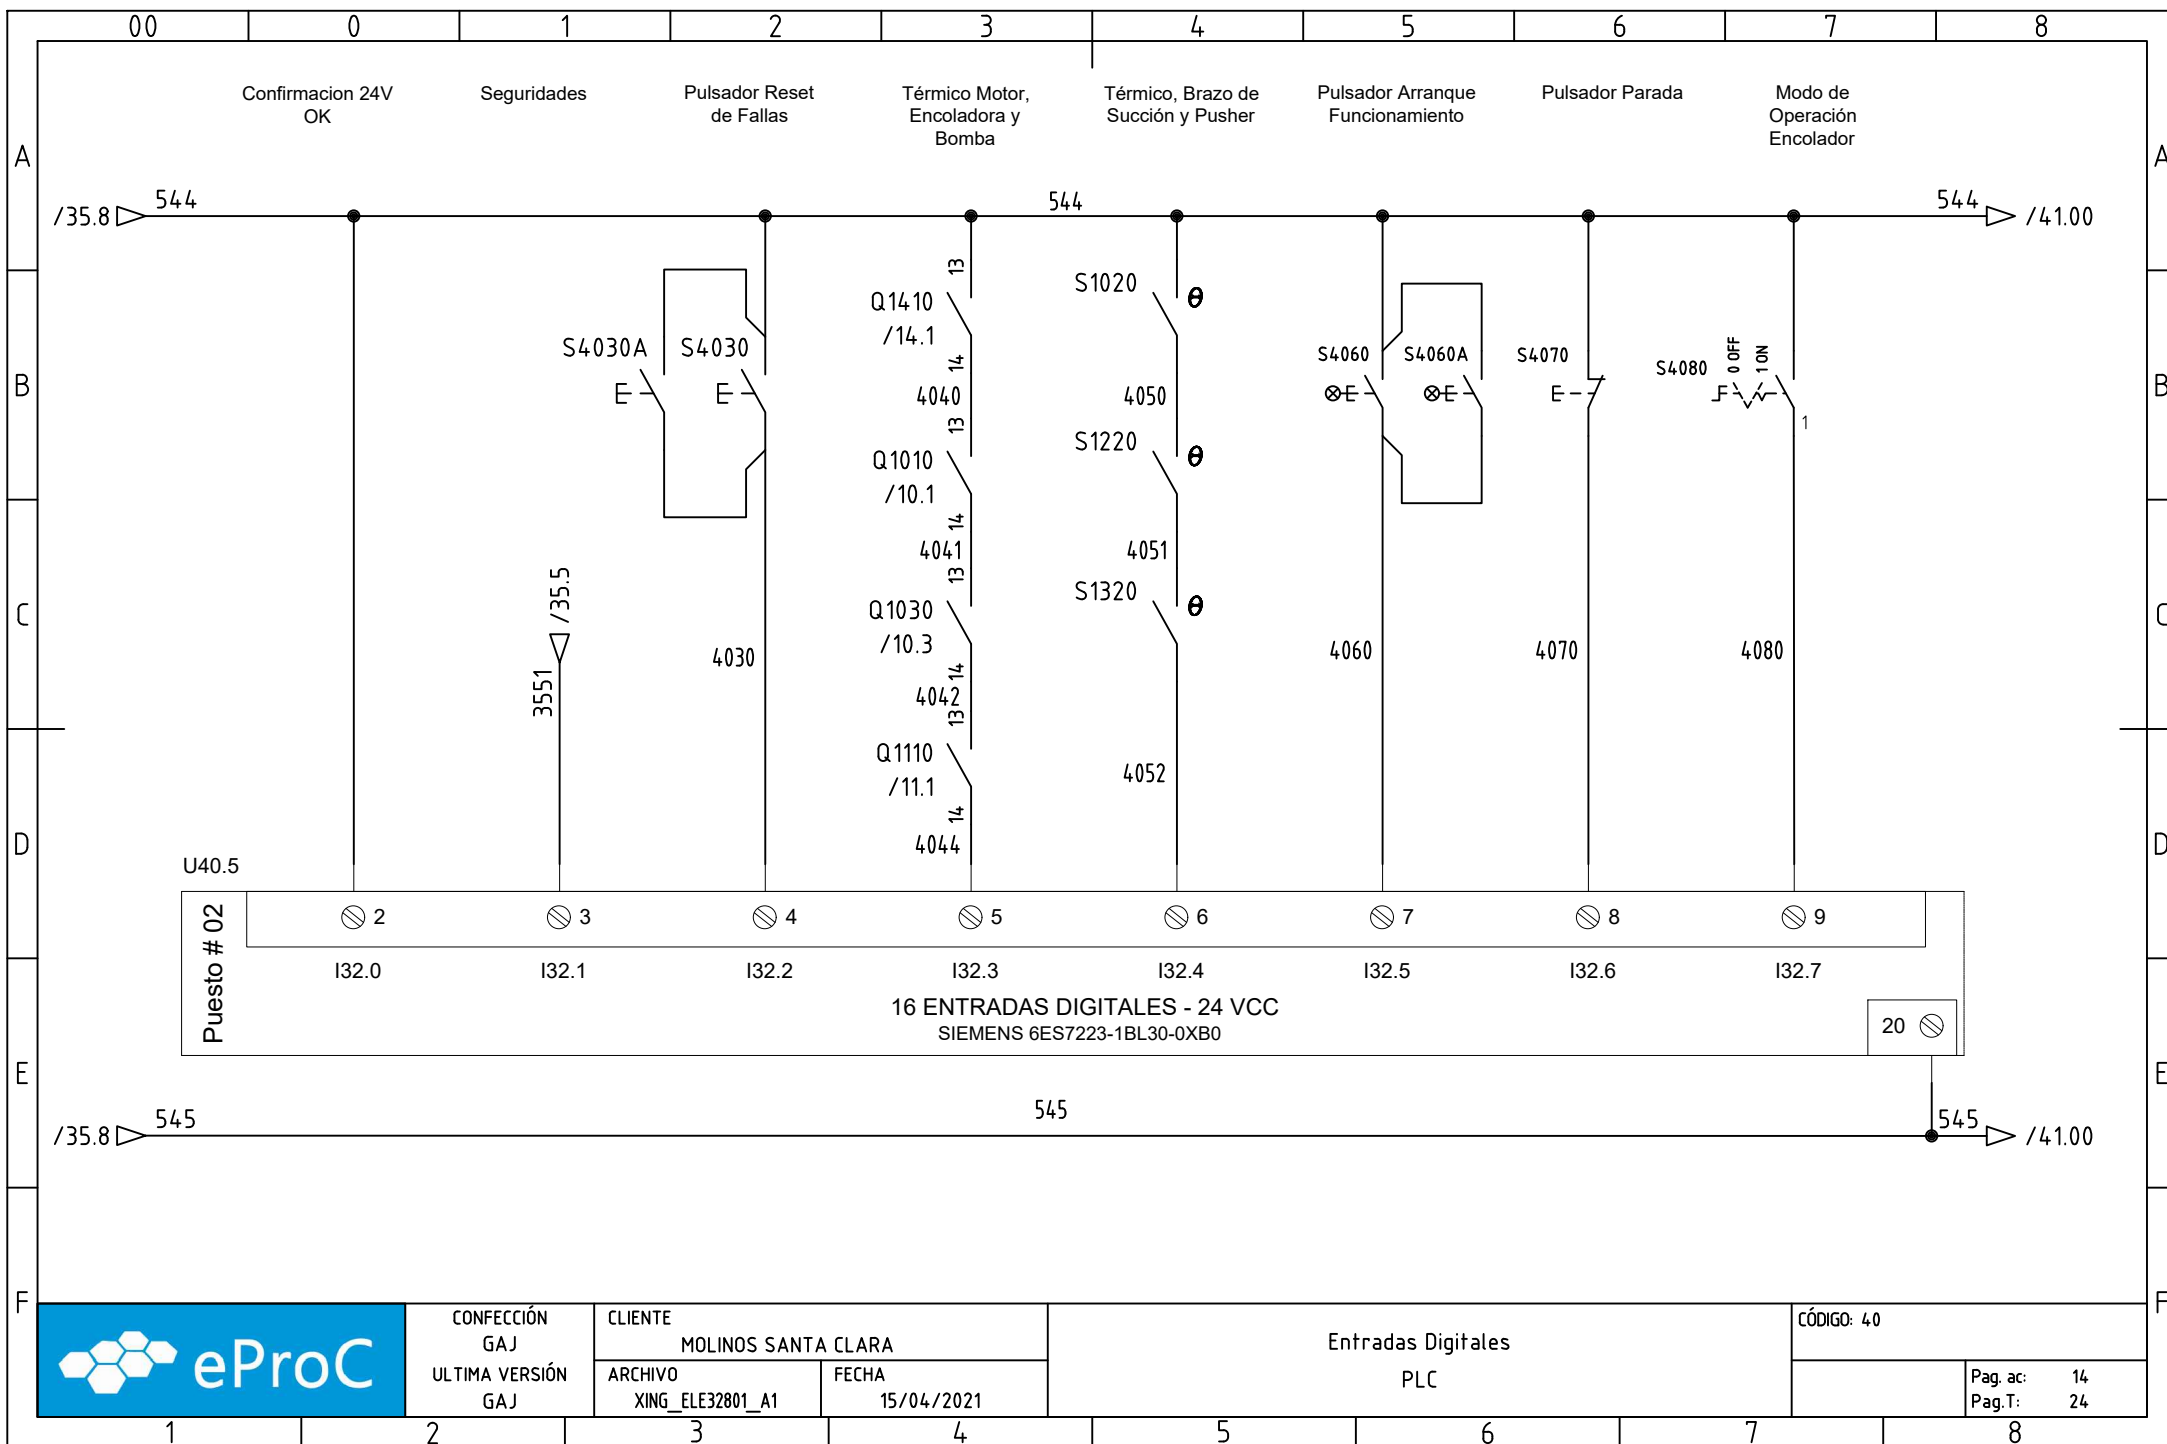 00 0 1 2 3 4 5 6 7 8
Confirmacion 24V
OK
Seguridades
Pulsador Reset
de Fallas
Térmico Motor,
Encoladora y
Bomba
Térmico, Brazo de
Succión y Pusher
Pulsador Arranque
Funcionamiento
Pulsador Parada
Modo de
Operación
Encolador
A A
/35.8 544 544 544 /41.00
B B
13
Q1410
/14.1
14
4040
13
Q1010
/10.1
14
4041
13
Q1030
/10.3
14
4042
13
Q1110
/11.1
14
4044
S4030A S4030
4030
/35.5
3551
S1020 θ
4050
S1220 θ
4051
S1320 θ
4052
S4060 S4060A
4060
S4070
4070
S4080
0 OFF
1 ON
1
4080
C C
D D
U40.5
Puesto # 02
2 3 4 5 6 7 8 9
I32.0 I32.1 I32.2 I32.3 I32.4 I32.5 I32.6 I32.7
16 ENTRADAS DIGITALES - 24 VCC
SIEMENS 6ES7223-1BL30-0XB0
20
E E
/35.8 545 545 545 /41.00
F F
eProC
CONFECCIÓN
GAJ
ULTIMA VERSIÓN
GAJ
CLIENTE
MOLINOS SANTA CLARA
ARCHIVO
XING_ELE32801_A1
FECHA
15/04/2021
Entradas Digitales
PLC
CÓDIGO: 40
Pag. ac: 14
Pag.T: 24
1 2 3 4 5 6 7 8